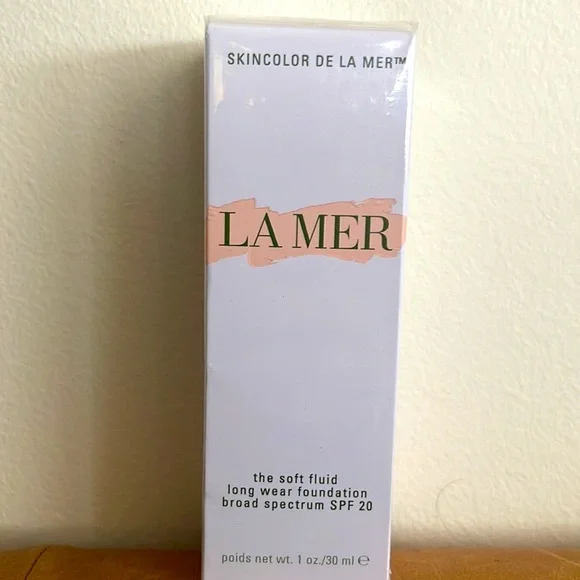 SKINCOLOR DE LA MER™
LA MER
the soft fluid
long wear foundation
broad spectrum SPF 20
poids net wt. 1 oz./30 ml ℮